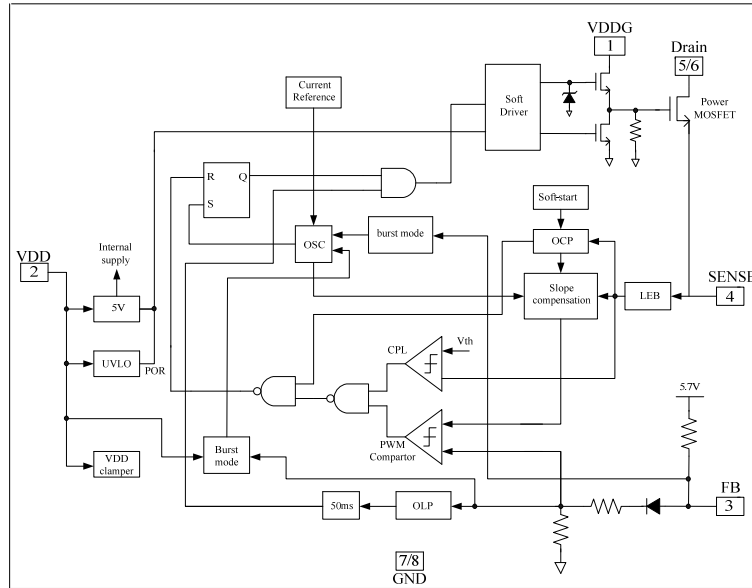 VDDG
1
Drain
5/6
Power
MOSFET
Current
Reference
Soft
Driver
R
Q
S
Soft-start
VDD
2
Internal
supply
OSC
burst mode
OCP
5V
Slope
compensation
LEB
SENSE
4
UVLO
POR
CPL
Vth
5.7V
VDD
clamper
Burst
mode
PWM
Compartor
50ms
OLP
FB
3
7/8
GND